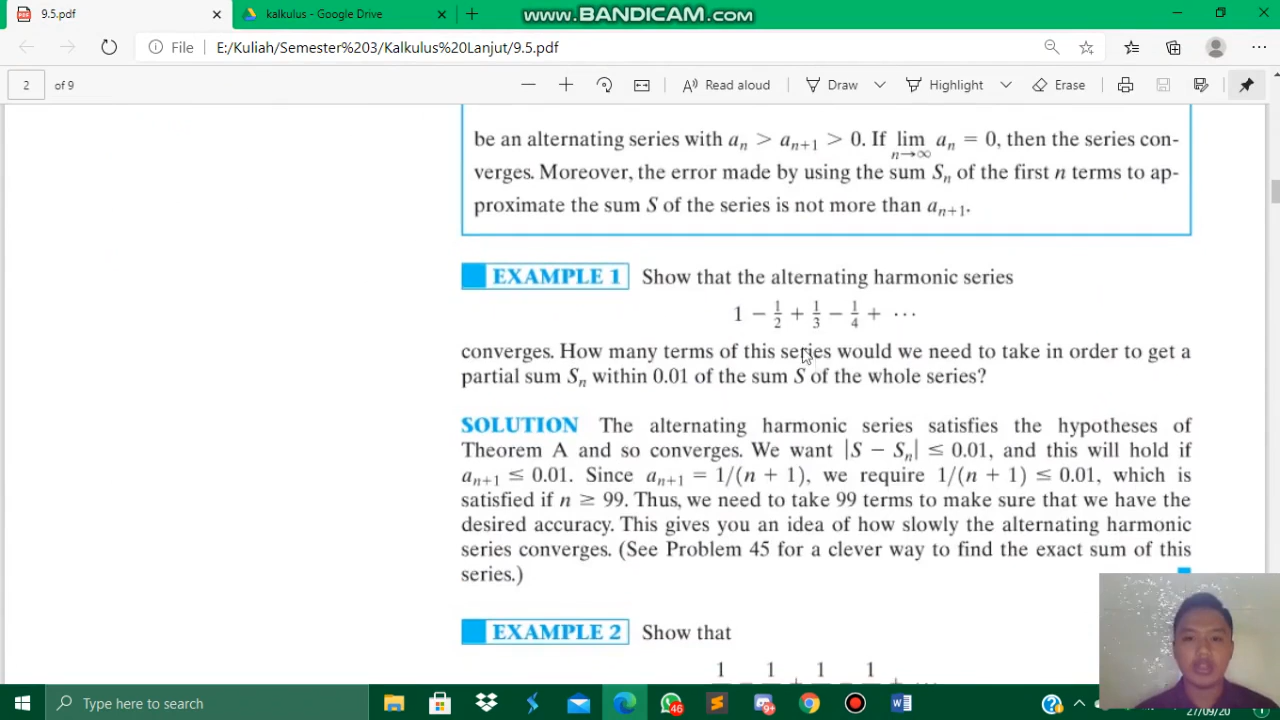 9.5.pdf
kalkulus - Google Drive
www.BANDICAM.com
File
E:/Kuliah/Semester%203/Kalkulus%20Lanjut/9.5.pdf
2 of 9
Read aloud
Draw
Highlight
Erase
be an alternating series with aₙ > aₙ₊₁ > 0. If lim aₙ = 0, then the series con-
n→∞
verges. Moreover, the error made by using the sum Sₙ of the first n terms to ap-
proximate the sum S of the series is not more than aₙ₊₁.
EXAMPLE 1 Show that the alternating harmonic series
1 − 1/2 + 1/3 − 1/4 + ···
converges. How many terms of this series would we need to take in order to get a
partial sum Sₙ within 0.01 of the sum S of the whole series?
SOLUTION The alternating harmonic series satisfies the hypotheses of
Theorem A and so converges. We want |S − Sₙ| ≤ 0.01, and this will hold if
aₙ₊₁ ≤ 0.01. Since aₙ₊₁ = 1/(n + 1), we require 1/(n + 1) ≤ 0.01, which is
satisfied if n ≥ 99. Thus, we need to take 99 terms to make sure that we have the
desired accuracy. This gives you an idea of how slowly the alternating harmonic
series converges. (See Problem 45 for a clever way to find the exact sum of this
series.)
EXAMPLE 2 Show that
1 1 1 1
Type here to search
46
27/09/20